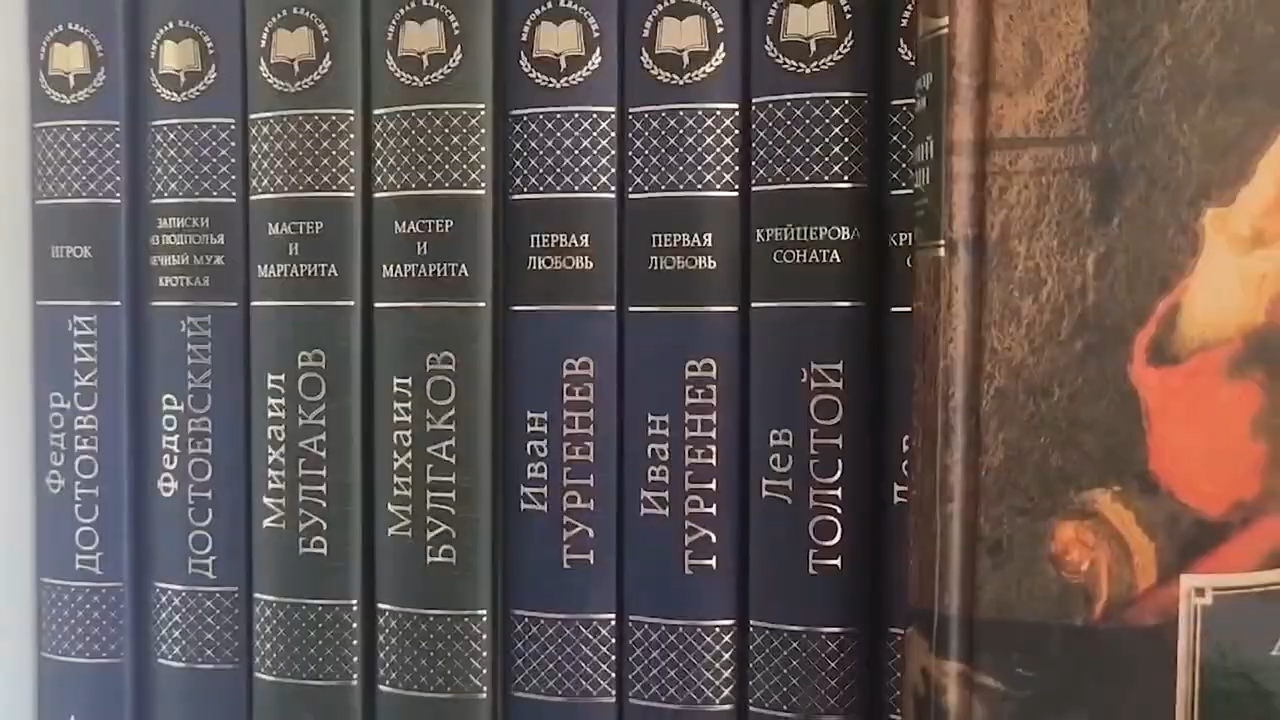 МИРОВАЯ КЛАССИКА
ИГРОК
Федор
ДОСТОЕВСКИЙ
МИРОВАЯ КЛАССИКА
ЗАПИСКИ
ИЗ ПОДПОЛЬЯ
ВЕЧНЫЙ МУЖ
КРОТКАЯ
Федор
ДОСТОЕВСКИЙ
МИРОВАЯ КЛАССИКА
МАСТЕР
И
МАРГАРИТА
Михаил
БУЛГАКОВ
МИРОВАЯ КЛАССИКА
МАСТЕР
И
МАРГАРИТА
Михаил
БУЛГАКОВ
МИРОВАЯ КЛАССИКА
ПЕРВАЯ
ЛЮБОВЬ
Иван
ТУРГЕНЕВ
МИРОВАЯ КЛАССИКА
ПЕРВАЯ
ЛЮБОВЬ
Иван
ТУРГЕНЕВ
МИРОВАЯ КЛАССИКА
КРЕЙЦЕРОВА
СОНАТА
Лев
ТОЛСТОЙ